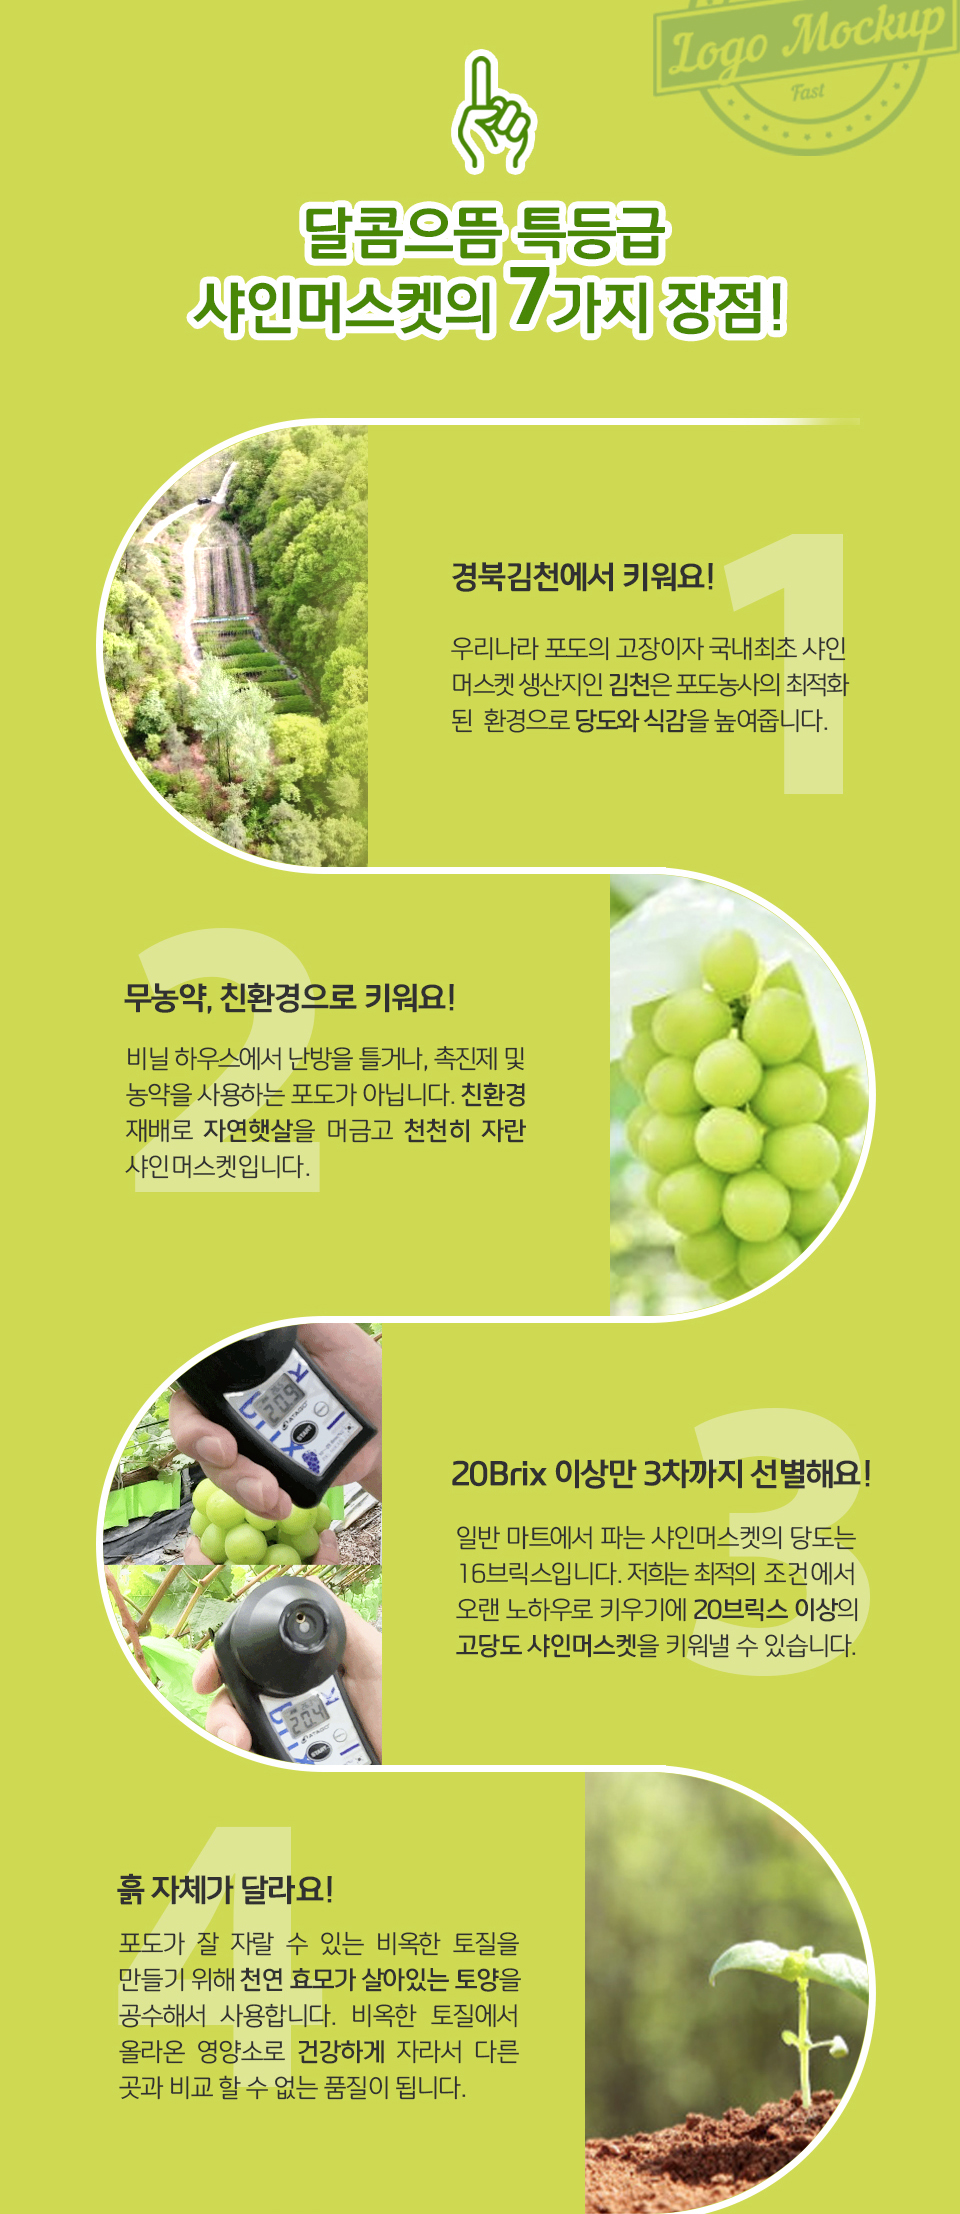 Logo Mockup
Fast
달콤으뜸 특등급
샤인머스켓의 7가지 장점!
1
경북김천에서 키워요!
우리나라 포도의 고장이자 국내최초 샤인
머스켓 생산지인 김천은 포도농사의 최적화
된 환경으로 당도와 식감을 높여줍니다.
2
무농약, 친환경으로 키워요!
비닐 하우스에서 난방을 틀거나, 촉진제 및
농약을 사용하는 포도가 아닙니다. 친환경
재배로 자연햇살을 머금고 천천히 자란
샤인머스켓입니다.
20.9
ATAGO
START
3
20Brix 이상만 3차까지 선별해요!
일반 마트에서 파는 샤인머스켓의 당도는
16브릭스입니다. 저희는 최적의 조건에서
오랜 노하우로 키우기에 20브릭스 이상의
고당도 샤인머스켓을 키워낼 수 있습니다.
20.4
ATAGO
START
4
흙 자체가 달라요!
포도가 잘 자랄 수 있는 비옥한 토질을
만들기 위해 천연 효모가 살아있는 토양을
공수해서 사용합니다. 비옥한 토질에서
올라온 영양소로 건강하게 자라서 다른
곳과 비교 할 수 없는 품질이 됩니다.